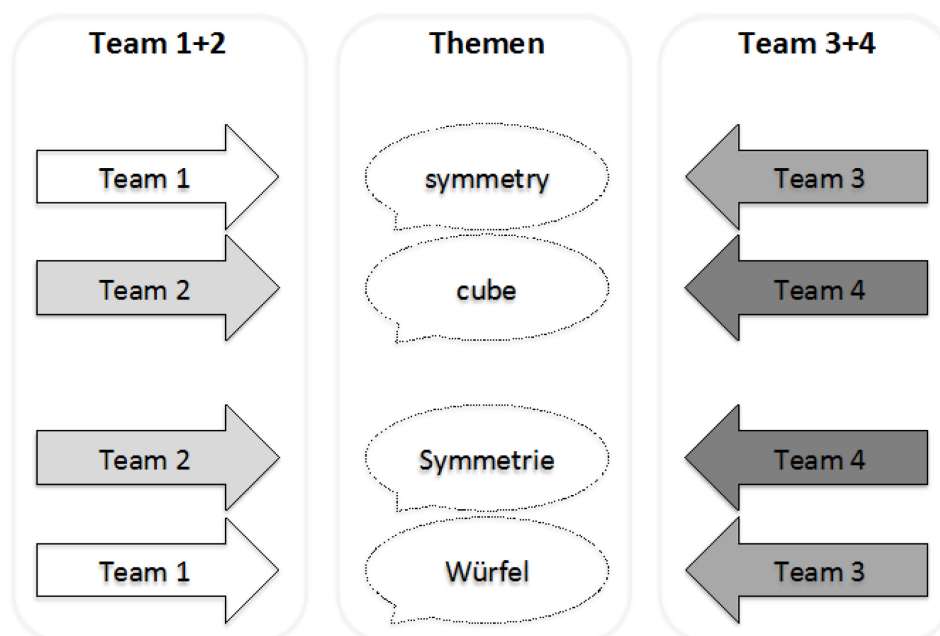 Team 1+2 Themen Team 3+4
Team 1 symmetry Team 3
Team 2 cube Team 4
Team 2 Symmetrie Team 4
Team 1 Würfel Team 3